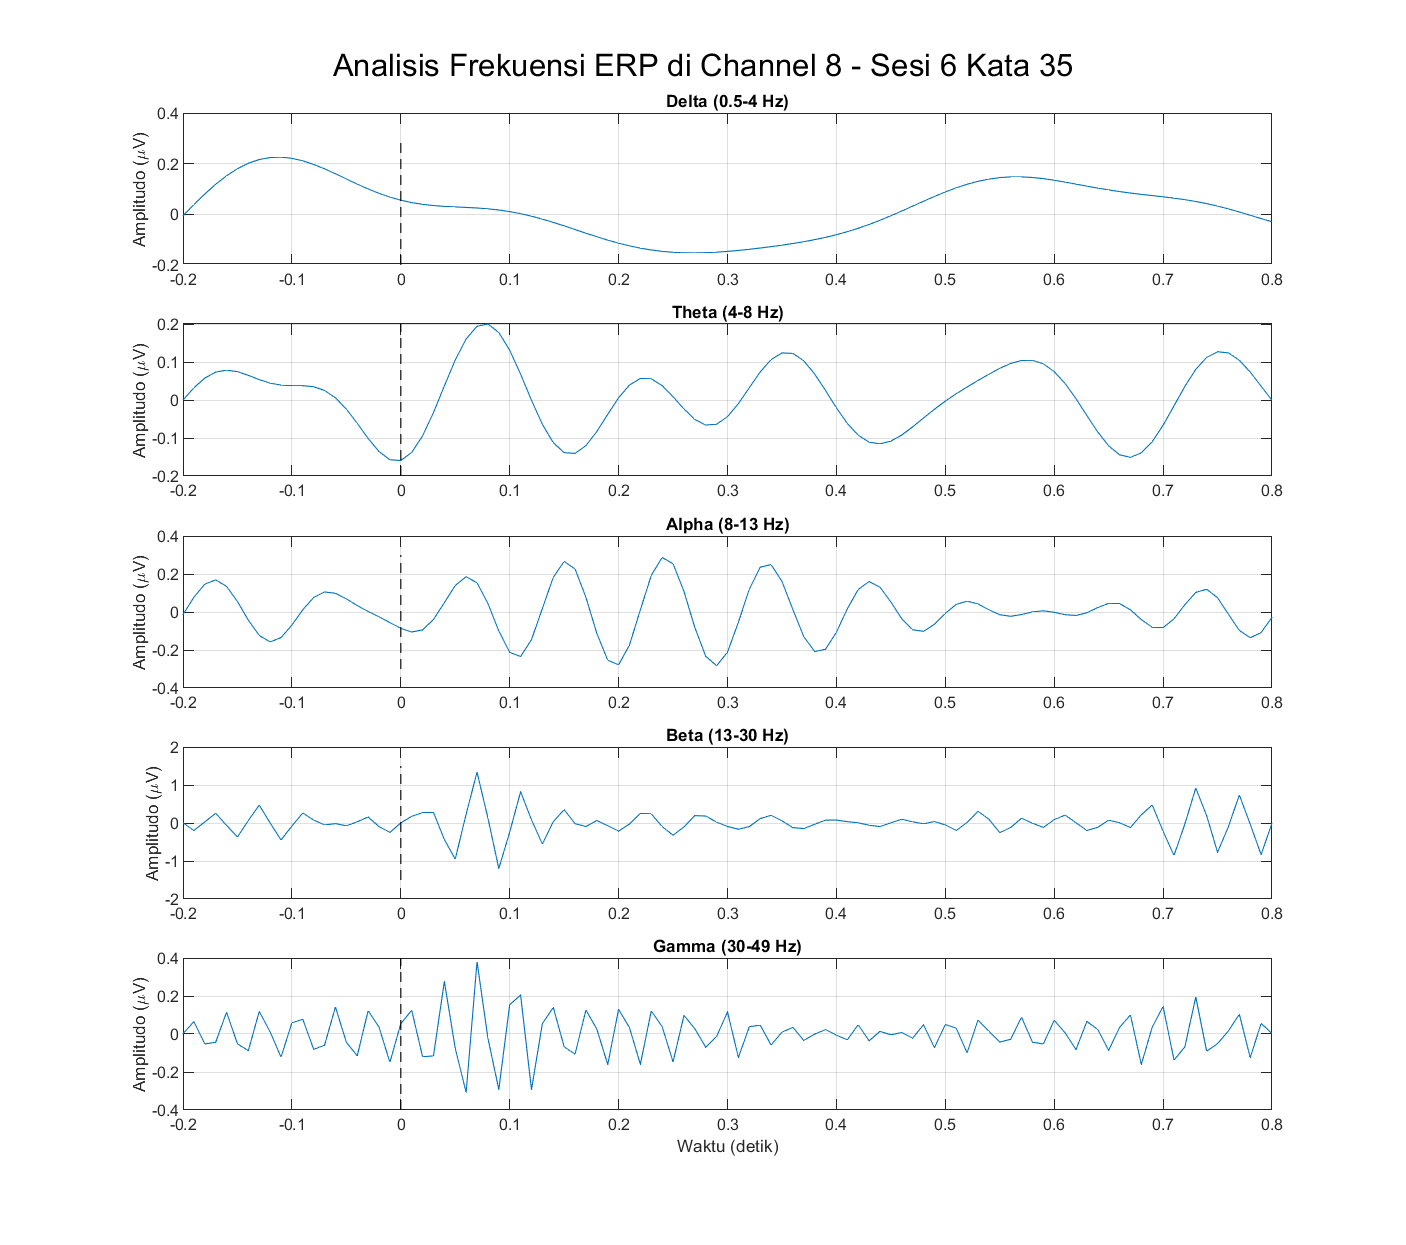 Analisis Frekuensi ERP di Channel 8 - Sesi 6 Kata 35
Delta (0.5-4 Hz)
Amplitudo (μV)
0.4
0.2
0
-0.2
-0.2 -0.1 0 0.1 0.2 0.3 0.4 0.5 0.6 0.7 0.8
Theta (4-8 Hz)
Amplitudo (μV)
0.2
0.1
0
-0.1
-0.2
-0.2 -0.1 0 0.1 0.2 0.3 0.4 0.5 0.6 0.7 0.8
Alpha (8-13 Hz)
Amplitudo (μV)
0.4
0.2
0
-0.2
-0.4
-0.2 -0.1 0 0.1 0.2 0.3 0.4 0.5 0.6 0.7 0.8
Beta (13-30 Hz)
Amplitudo (μV)
2
1
0
-1
-2
-0.2 -0.1 0 0.1 0.2 0.3 0.4 0.5 0.6 0.7 0.8
Gamma (30-49 Hz)
Amplitudo (μV)
0.4
0.2
0
-0.2
-0.4
-0.2 -0.1 0 0.1 0.2 0.3 0.4 0.5 0.6 0.7 0.8
Waktu (detik)